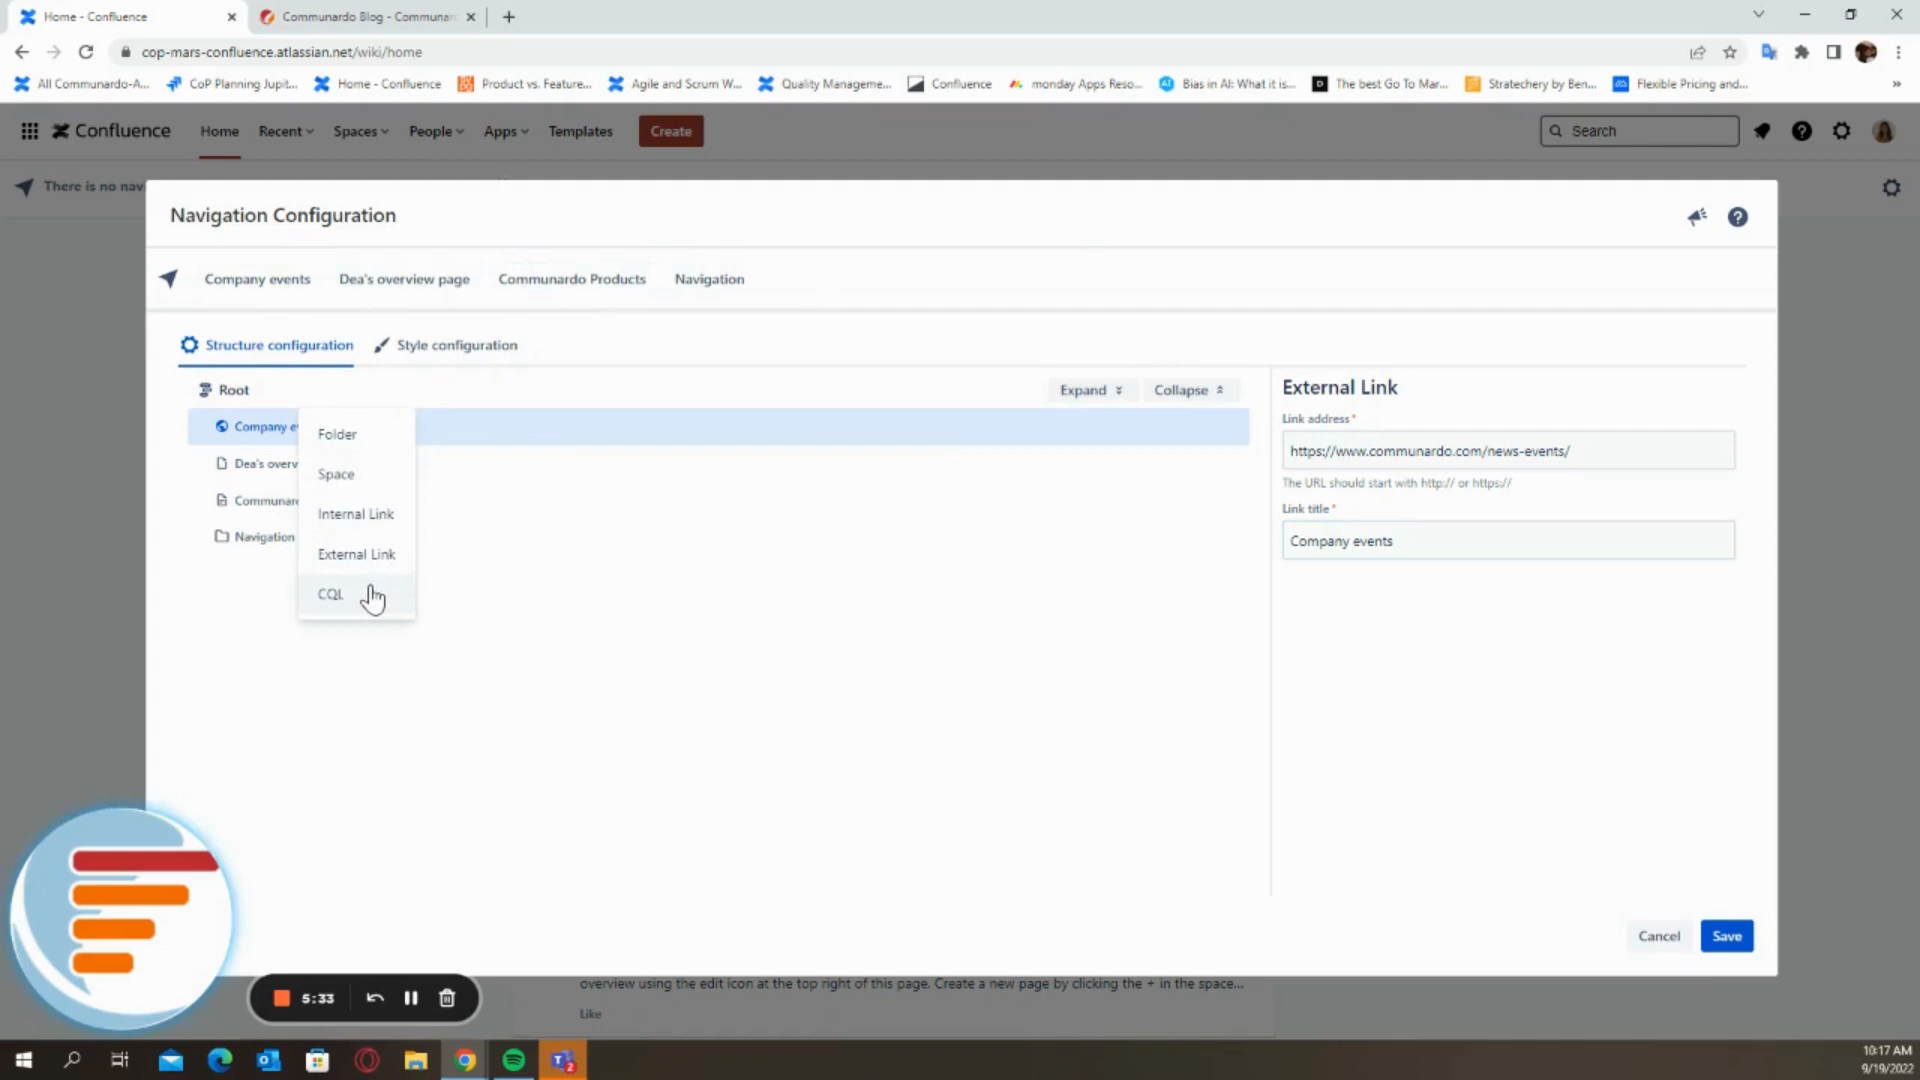 Home - Confluence
Communardo Blog - Communar
cop-mars-confluence.atlassian.net/wiki/home
All Communardo-A... CoP Planning Jupit... Home - Confluence Product vs. Feature... Agile and Scrum W... Quality Manageme... Confluence monday Apps Reso... Bias in AI: What it is... The best Go To Mar... Stratechery by Ben... Flexible Pricing and... »
Confluence Home Recent Spaces People Apps Templates Create Search
There is no nav
Navigation Configuration
Company events Dea's overview page Communardo Products Navigation
Structure configuration Style configuration
Root Expand Collapse
Company e
Dea's overv
Communar
Navigation
Folder
Space
Internal Link
External Link
CQL
External Link
Link address*
https://www.communardo.com/news-events/
The URL should start with http:// or https://
Link title*
Company events
Cancel Save
overview using the edit icon at the top right of this page. Create a new page by clicking the + in the space...
Like
5:33
10:17 AM
9/19/2022